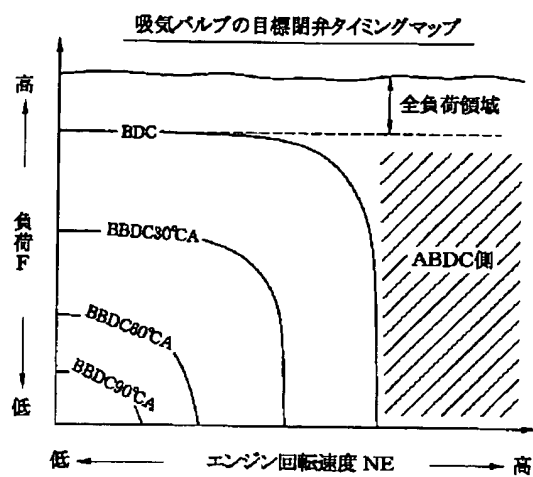 吸気バルブの目標閉弁タイミングマップ
高
全負荷領域
BDC
負荷F
BBDC30℃A
ABDC側
BBDC60℃A
BBDC90℃A
低
低
エンジン回転速度 NE
高